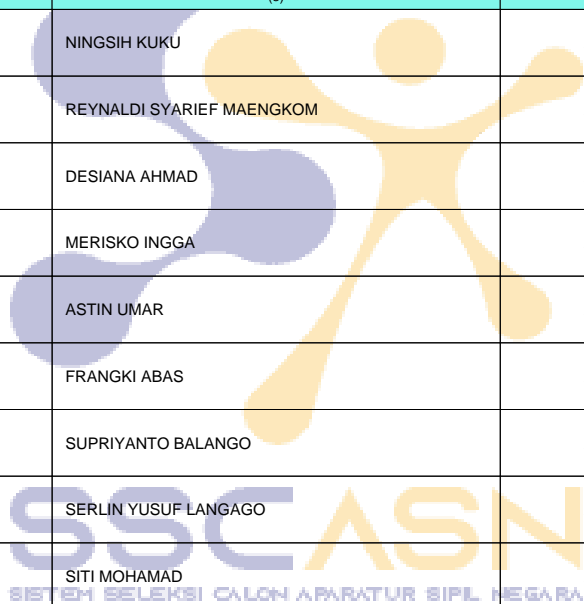 (3)
NINGSIH KUKU
REYNALDI SYARIEF MAENGKOM
DESIANA AHMAD
MERISKO INGGA
ASTIN UMAR
FRANGKI ABAS
SUPRIYANTO BALANGO
SERLIN YUSUF LANGAGO
SSCASN
SITI MOHAMAD
SISTEM SELEKSI CALON APARATUR SIPIL NEGARA